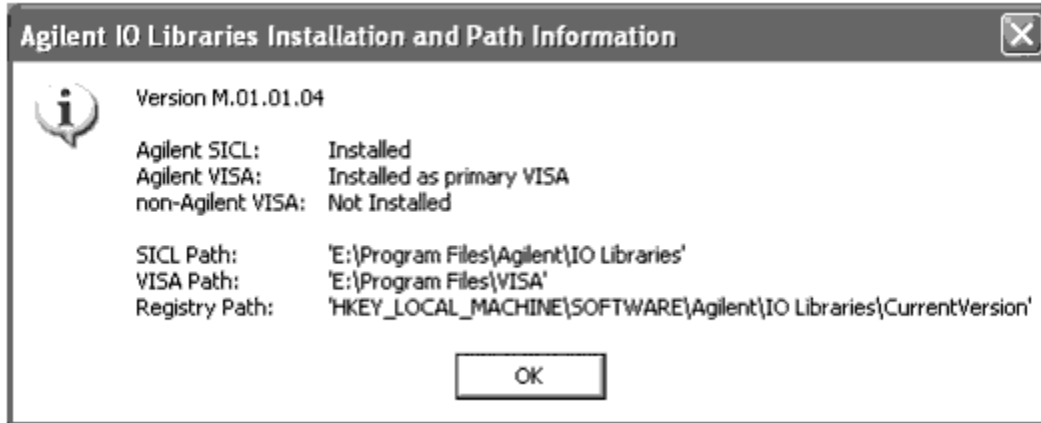 Agilent IO Libraries Installation and Path Information
Version M.01.01.04
Agilent SICL: Installed
Agilent VISA: Installed as primary VISA
non-Agilent VISA: Not Installed
SICL Path: 'E:\Program Files\Agilent\IO Libraries'
VISA Path: 'E:\Program Files\VISA'
Registry Path: 'HKEY_LOCAL_MACHINE\SOFTWARE\Agilent\IO Libraries\CurrentVersion'
OK